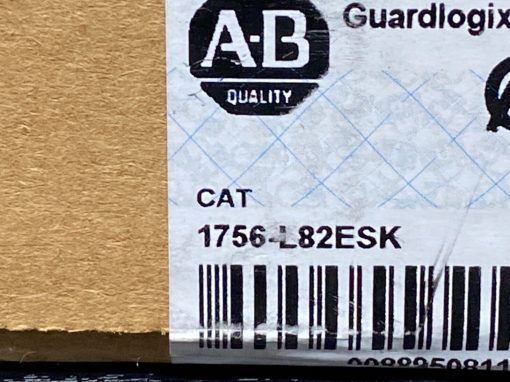 Guardlogix
A-B
QUALITY
CAT
1756-L82ESK